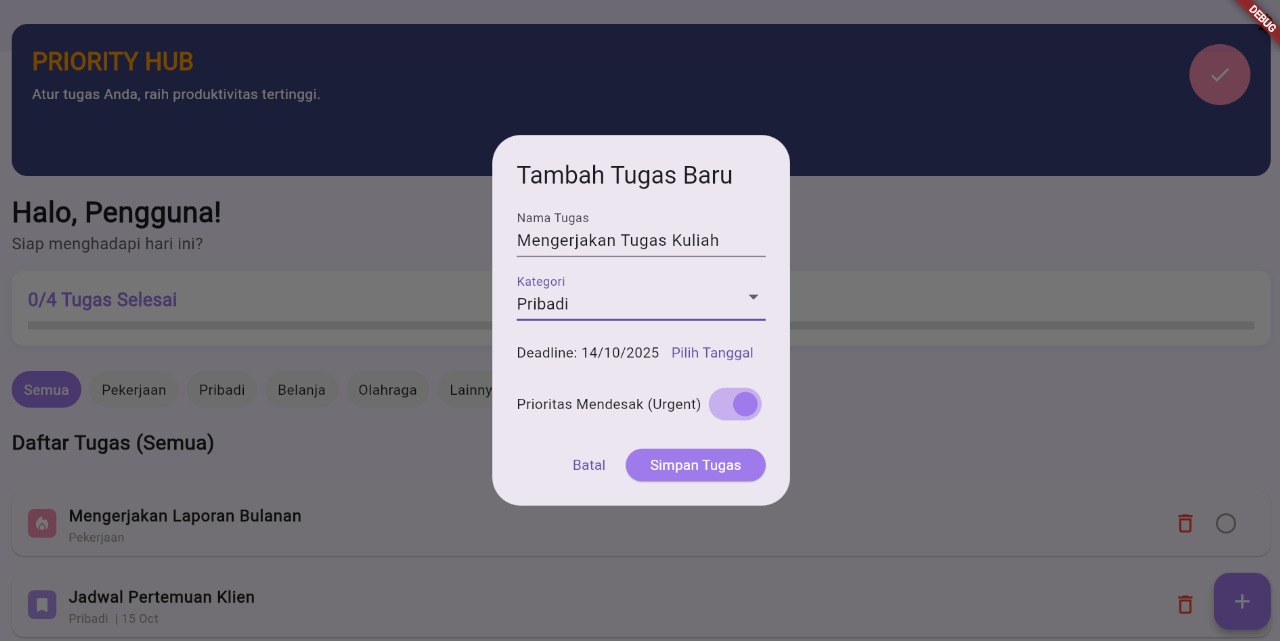 DEBUG
PRIORITY HUB
Atur tugas Anda, raih produktivitas tertinggi.
Halo, Pengguna!
Siap menghadapi hari ini?
0/4 Tugas Selesai
Semua Pekerjaan Pribadi Belanja Olahraga Lainny
Daftar Tugas (Semua)
Mengerjakan Laporan Bulanan
Pekerjaan
Jadwal Pertemuan Klien
Pribadi | 15 Oct
Tambah Tugas Baru
Nama Tugas
Mengerjakan Tugas Kuliah
Kategori
Pribadi
Deadline: 14/10/2025 Pilih Tanggal
Prioritas Mendesak (Urgent)
Batal Simpan Tugas